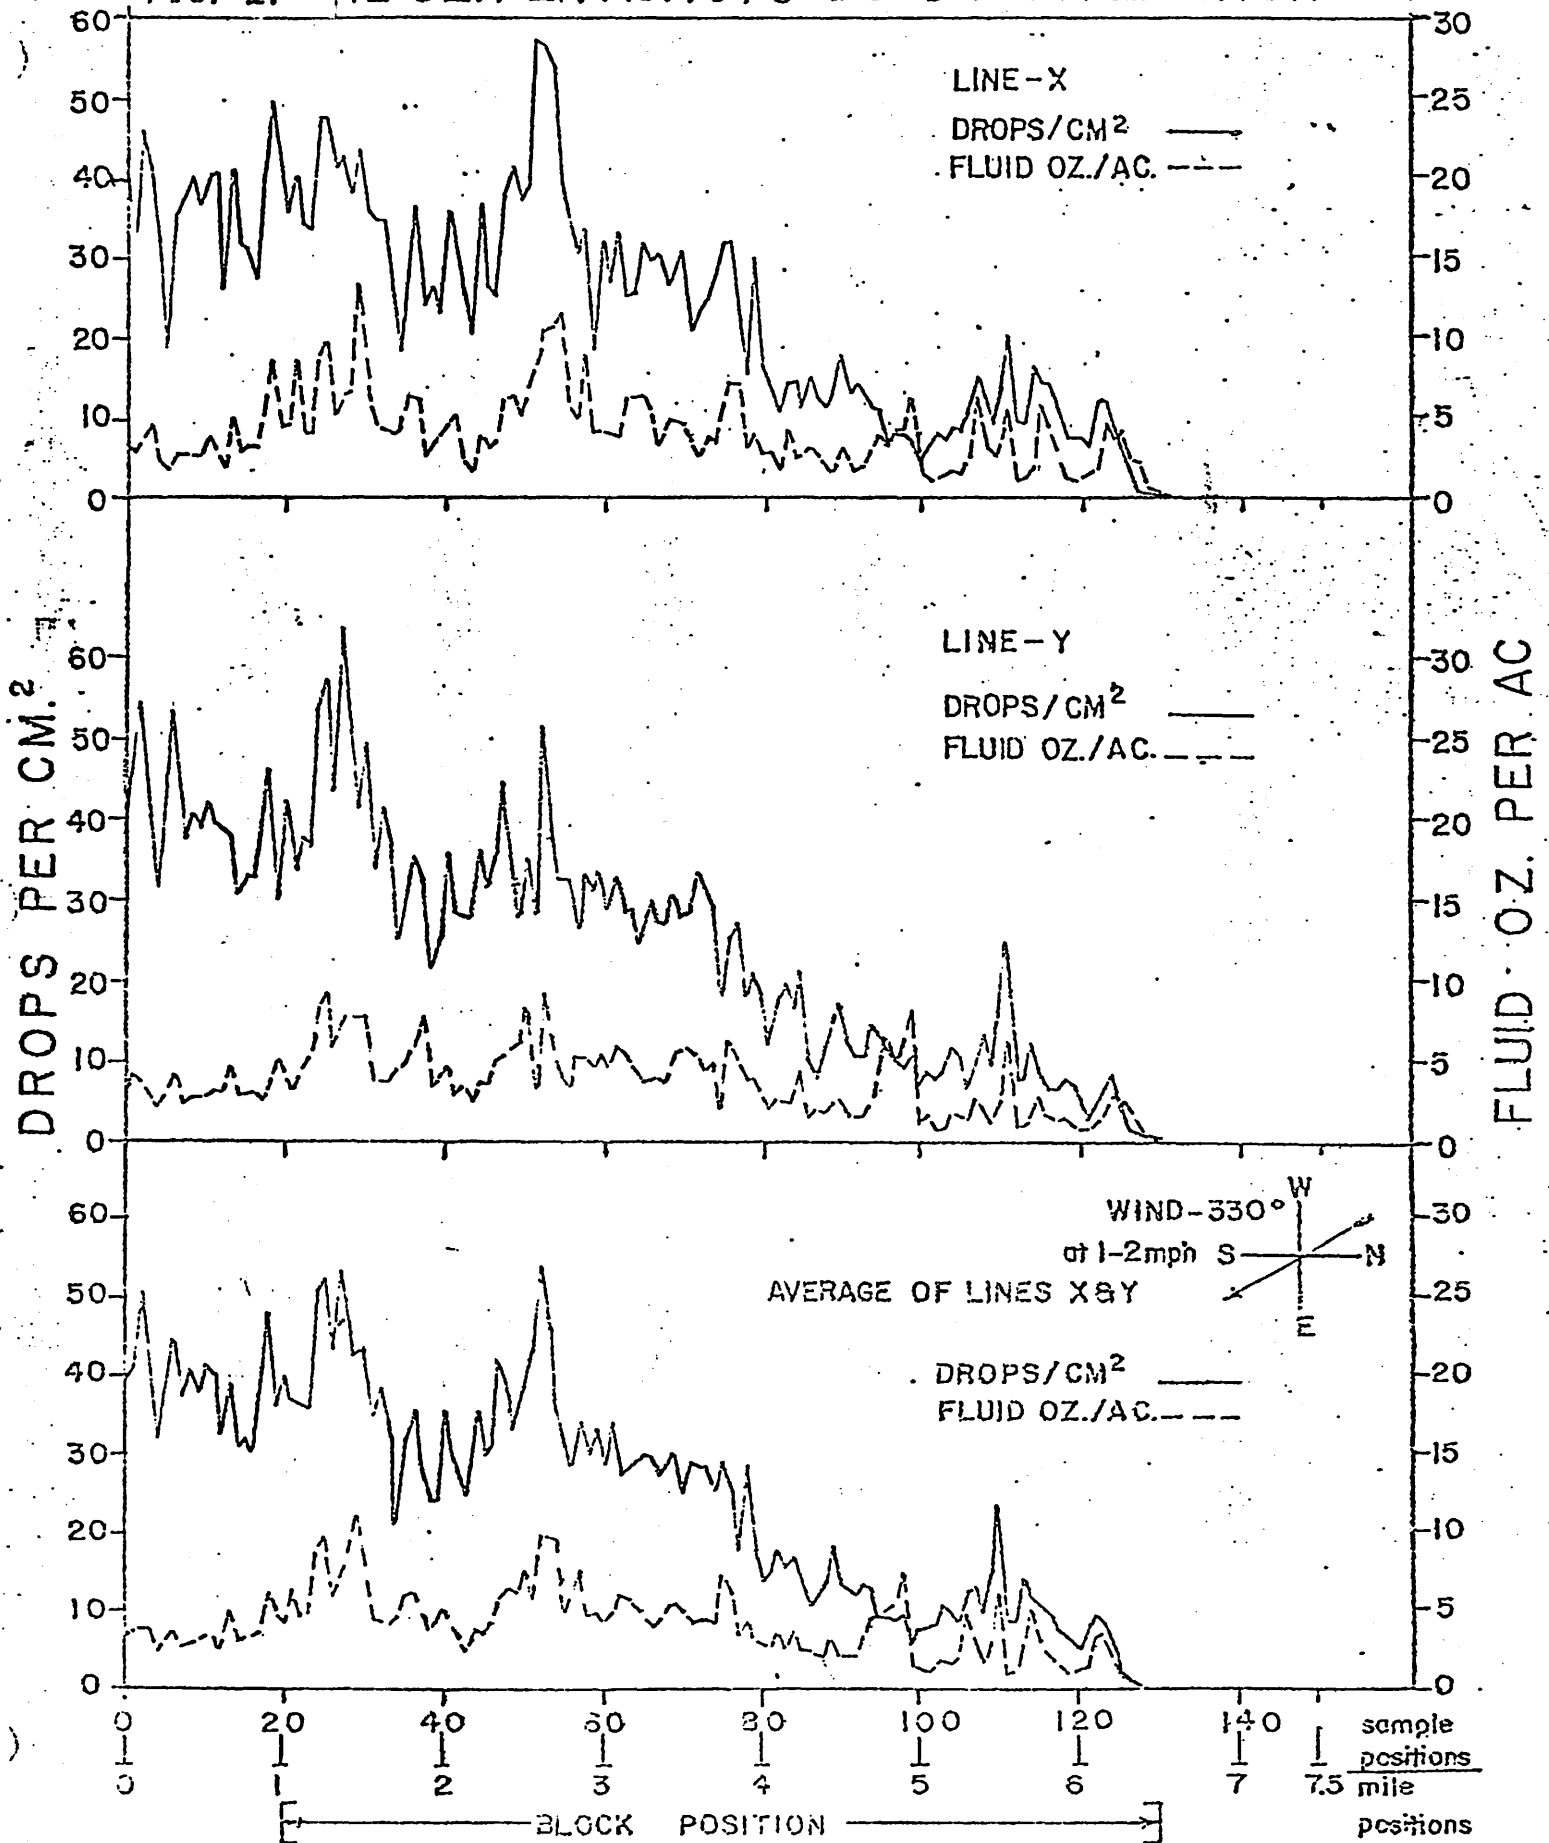 60
30
50
25
LINE-X
DROPS/CM²
FLUID OZ./AC.
40
20
30
15
20
10
10
5
0
0
LINE-Y
60
30
DROPS/CM²
50
25
FLUID OZ./AC.
40
20
30
15
20
10
10
5
0
0
DROPS PER CM.²
FLUID OZ. PER AC
W
60
WIND-330°
30
at 1-2mph S N
50
AVERAGE OF LINES X&Y
25
E
40
DROPS/CM²
20
FLUID OZ./AC.
30
15
20
10
10
5
0
0
0 20 40 60 80 100 120 140 sample
positions
0 1 2 3 4 5 6 7 7.5 mile
BLOCK POSITION positions